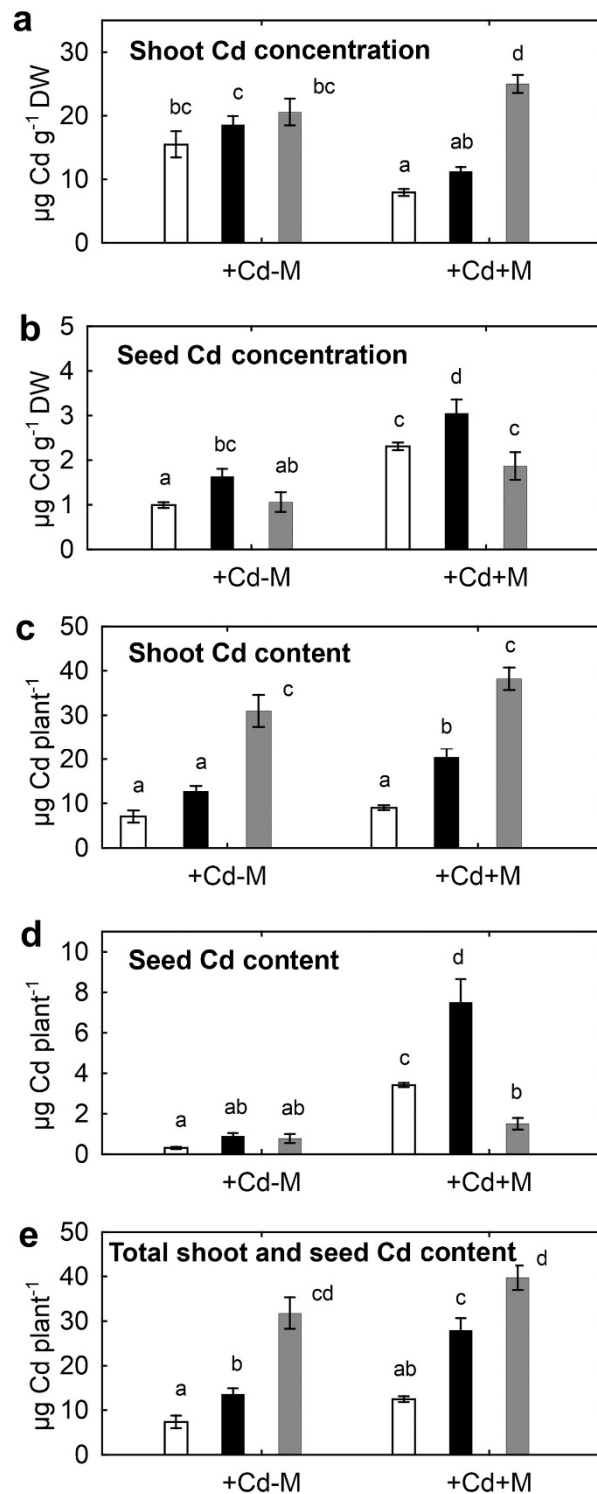 a
Shoot Cd concentration
µg Cd g⁻¹ DW
30
20
10
0
bc c bc a ab d
+Cd-M +Cd+M
b
Seed Cd concentration
µg Cd g⁻¹ DW
5
4
3
2
1
0
a bc ab c d c
+Cd-M +Cd+M
c
Shoot Cd content
µg Cd plant⁻¹
50
40
30
20
10
0
a a c a b c
+Cd-M +Cd+M
d
Seed Cd content
µg Cd plant⁻¹
10
8
6
4
2
0
a ab ab c d b
+Cd-M +Cd+M
e
Total shoot and seed Cd content
µg Cd plant⁻¹
50
40
30
20
10
0
a b cd ab c d
+Cd-M +Cd+M